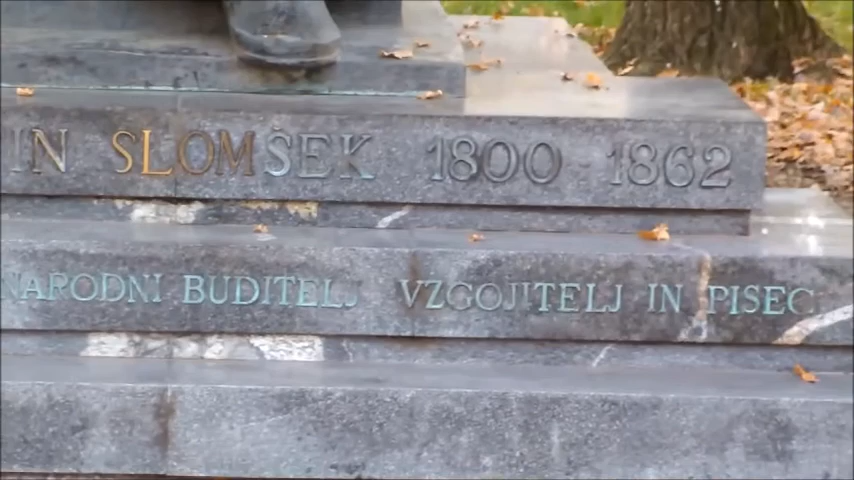 IN SLOMŠEK 1800 1862
NARODNI BUDITELJ VZGOJITELJ IN PISEC